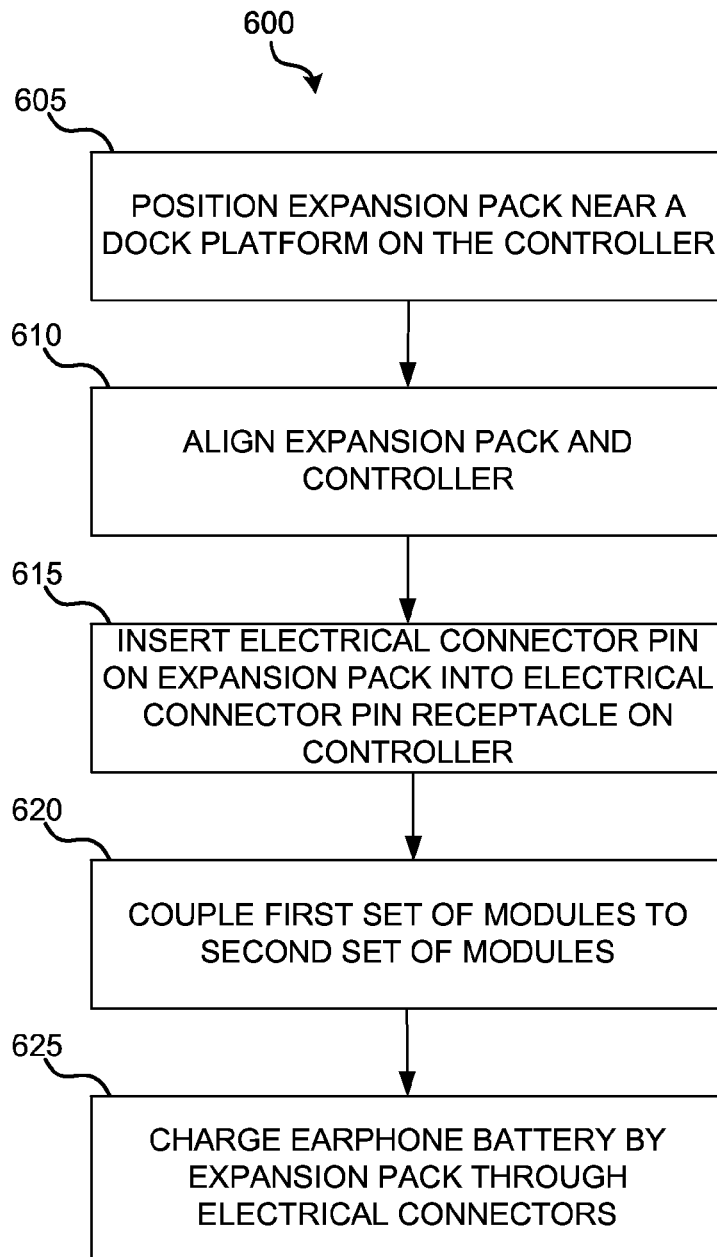 600
605
POSITION EXPANSION PACK NEAR A
DOCK PLATFORM ON THE CONTROLLER
610
ALIGN EXPANSION PACK AND
CONTROLLER
615
INSERT ELECTRICAL CONNECTOR PIN
ON EXPANSION PACK INTO ELECTRICAL
CONNECTOR PIN RECEPTACLE ON
CONTROLLER
620
COUPLE FIRST SET OF MODULES TO
SECOND SET OF MODULES
625
CHARGE EARPHONE BATTERY BY
EXPANSION PACK THROUGH
ELECTRICAL CONNECTORS